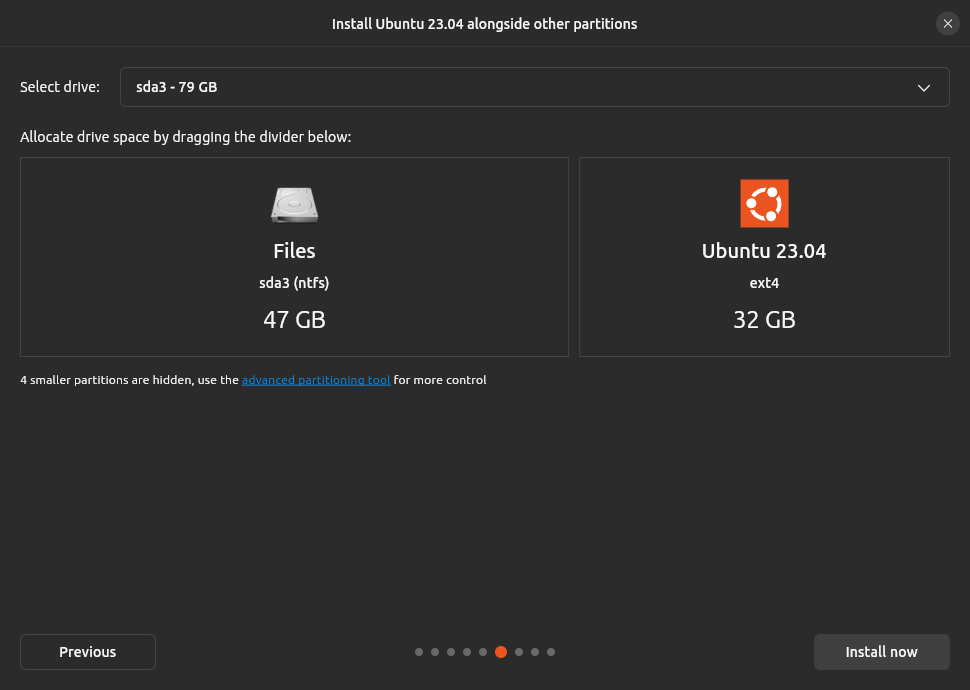 Install Ubuntu 23.04 alongside other partitions
Select drive: sda3 - 79 GB
Allocate drive space by dragging the divider below:
Files
sda3 (ntfs)
47 GB
Ubuntu 23.04
ext4
32 GB
4 smaller partitions are hidden, use the advanced partitioning tool for more control
Previous
Install now